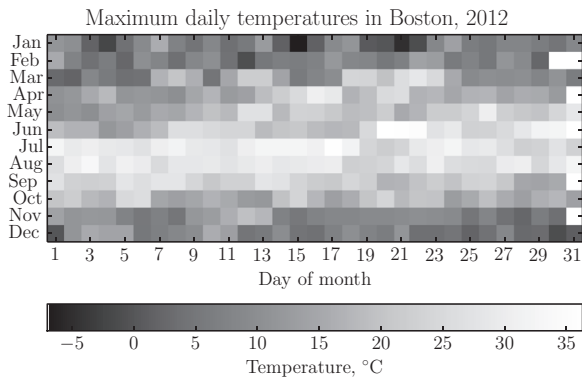 Maximum daily temperatures in Boston, 2012
Jan
Feb
Mar
Apr
May
Jun
Jul
Aug
Sep
Oct
Nov
Dec
1 3 5 7 9 11 13 15 17 19 21 23 25 27 29 31
Day of month
−5 0 5 10 15 20 25 30 35
Temperature, °C